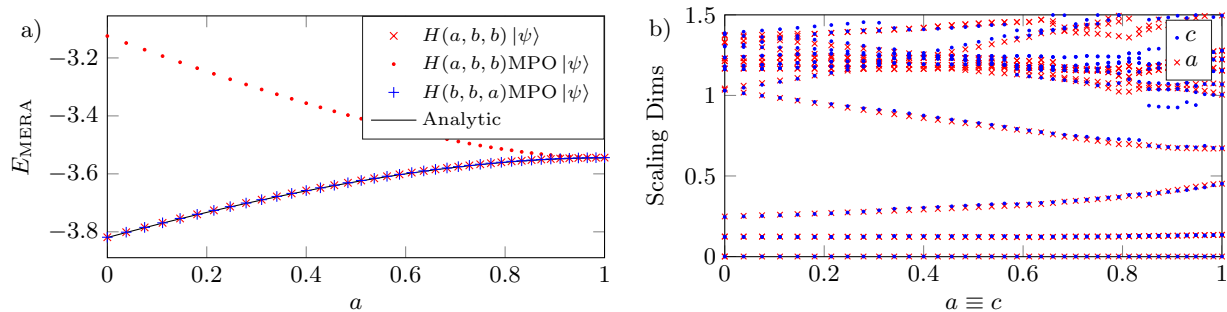 a)
E_MERA
−3.2
−3.4
−3.6
−3.8
0
0.2
0.4
0.6
0.8
1
a
H(a, b, b) |ψ⟩
H(a, b, b)MPO |ψ⟩
H(b, b, a)MPO |ψ⟩
Analytic
b)
Scaling Dims
1.5
1
0.5
0
0
0.2
0.4
0.6
0.8
1
a ≡ c
c
a